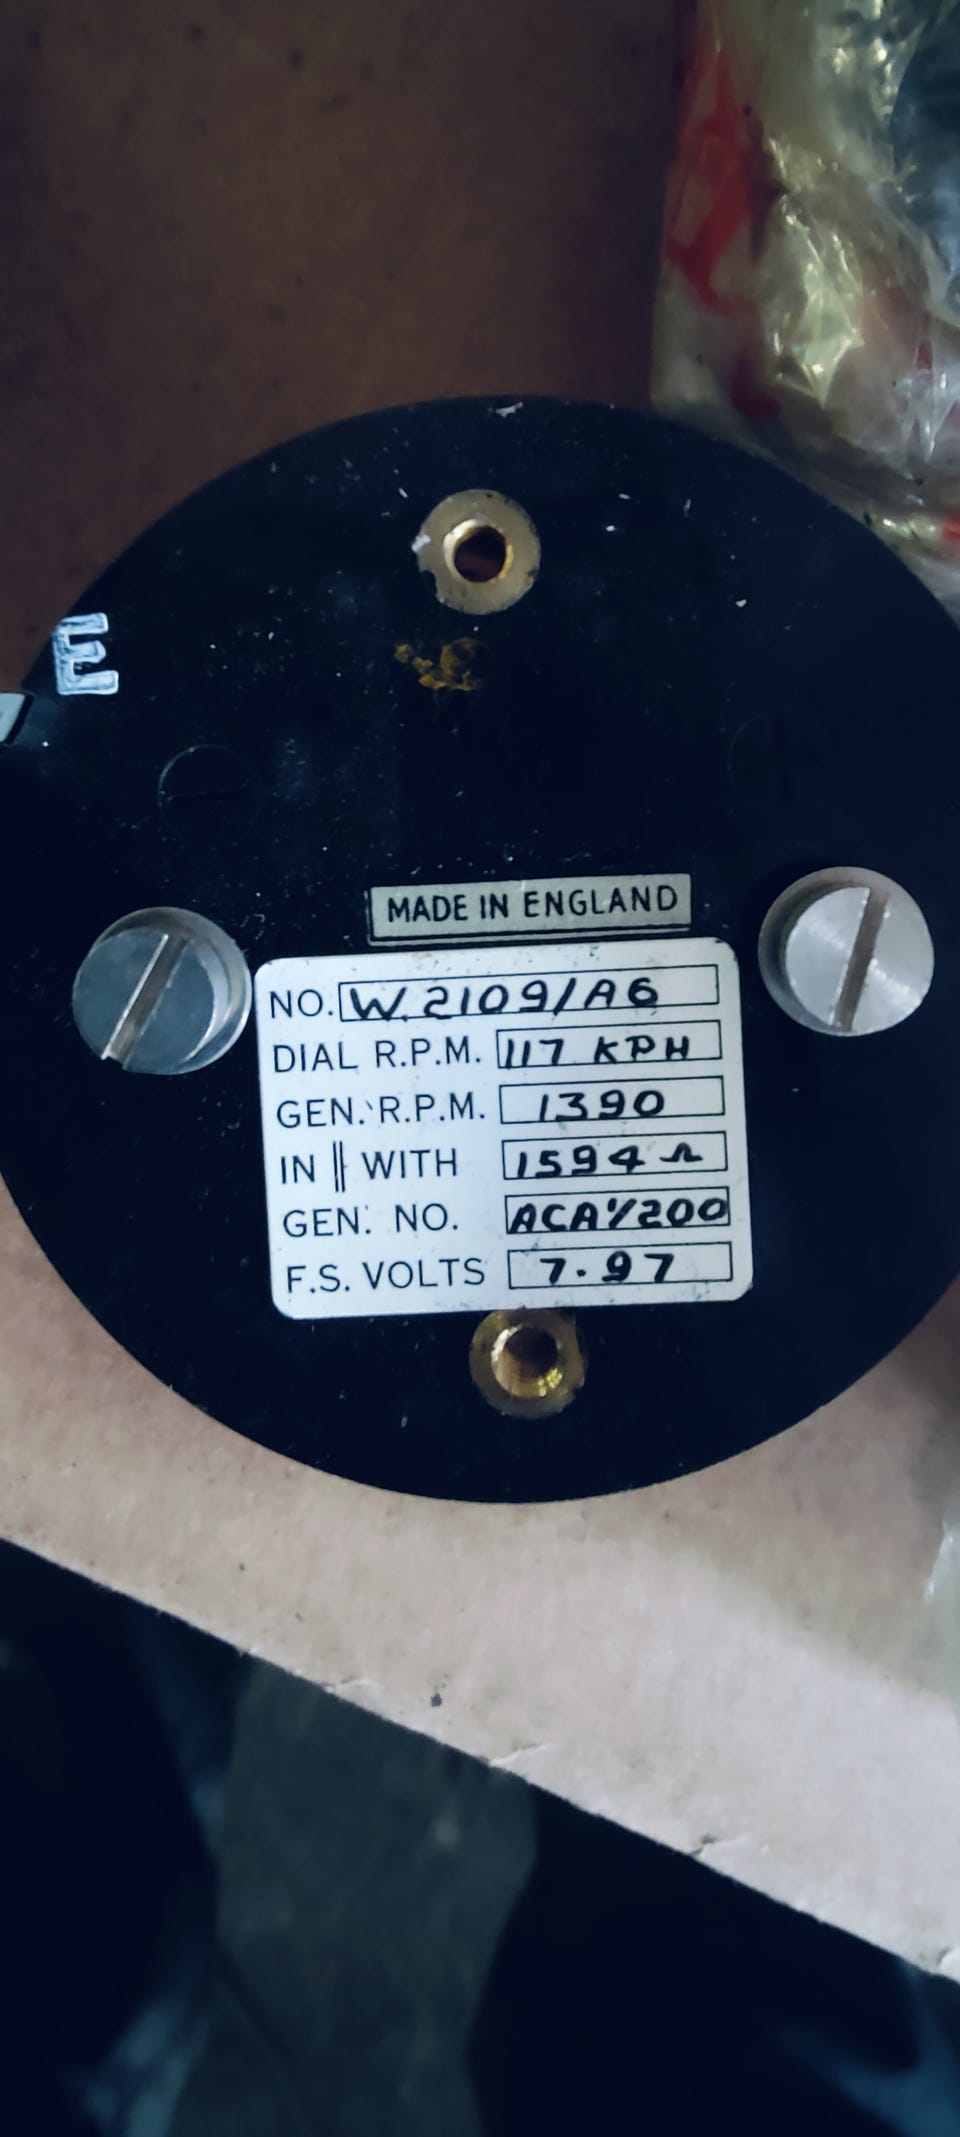 E
MADE IN ENGLAND
NO. W.2109/A6
DIAL R.P.M. 117 KPH
GEN. R.P.M. 1390
IN || WITH 1594 Ω
GEN. NO. ACA1/200
F.S. VOLTS 7.97